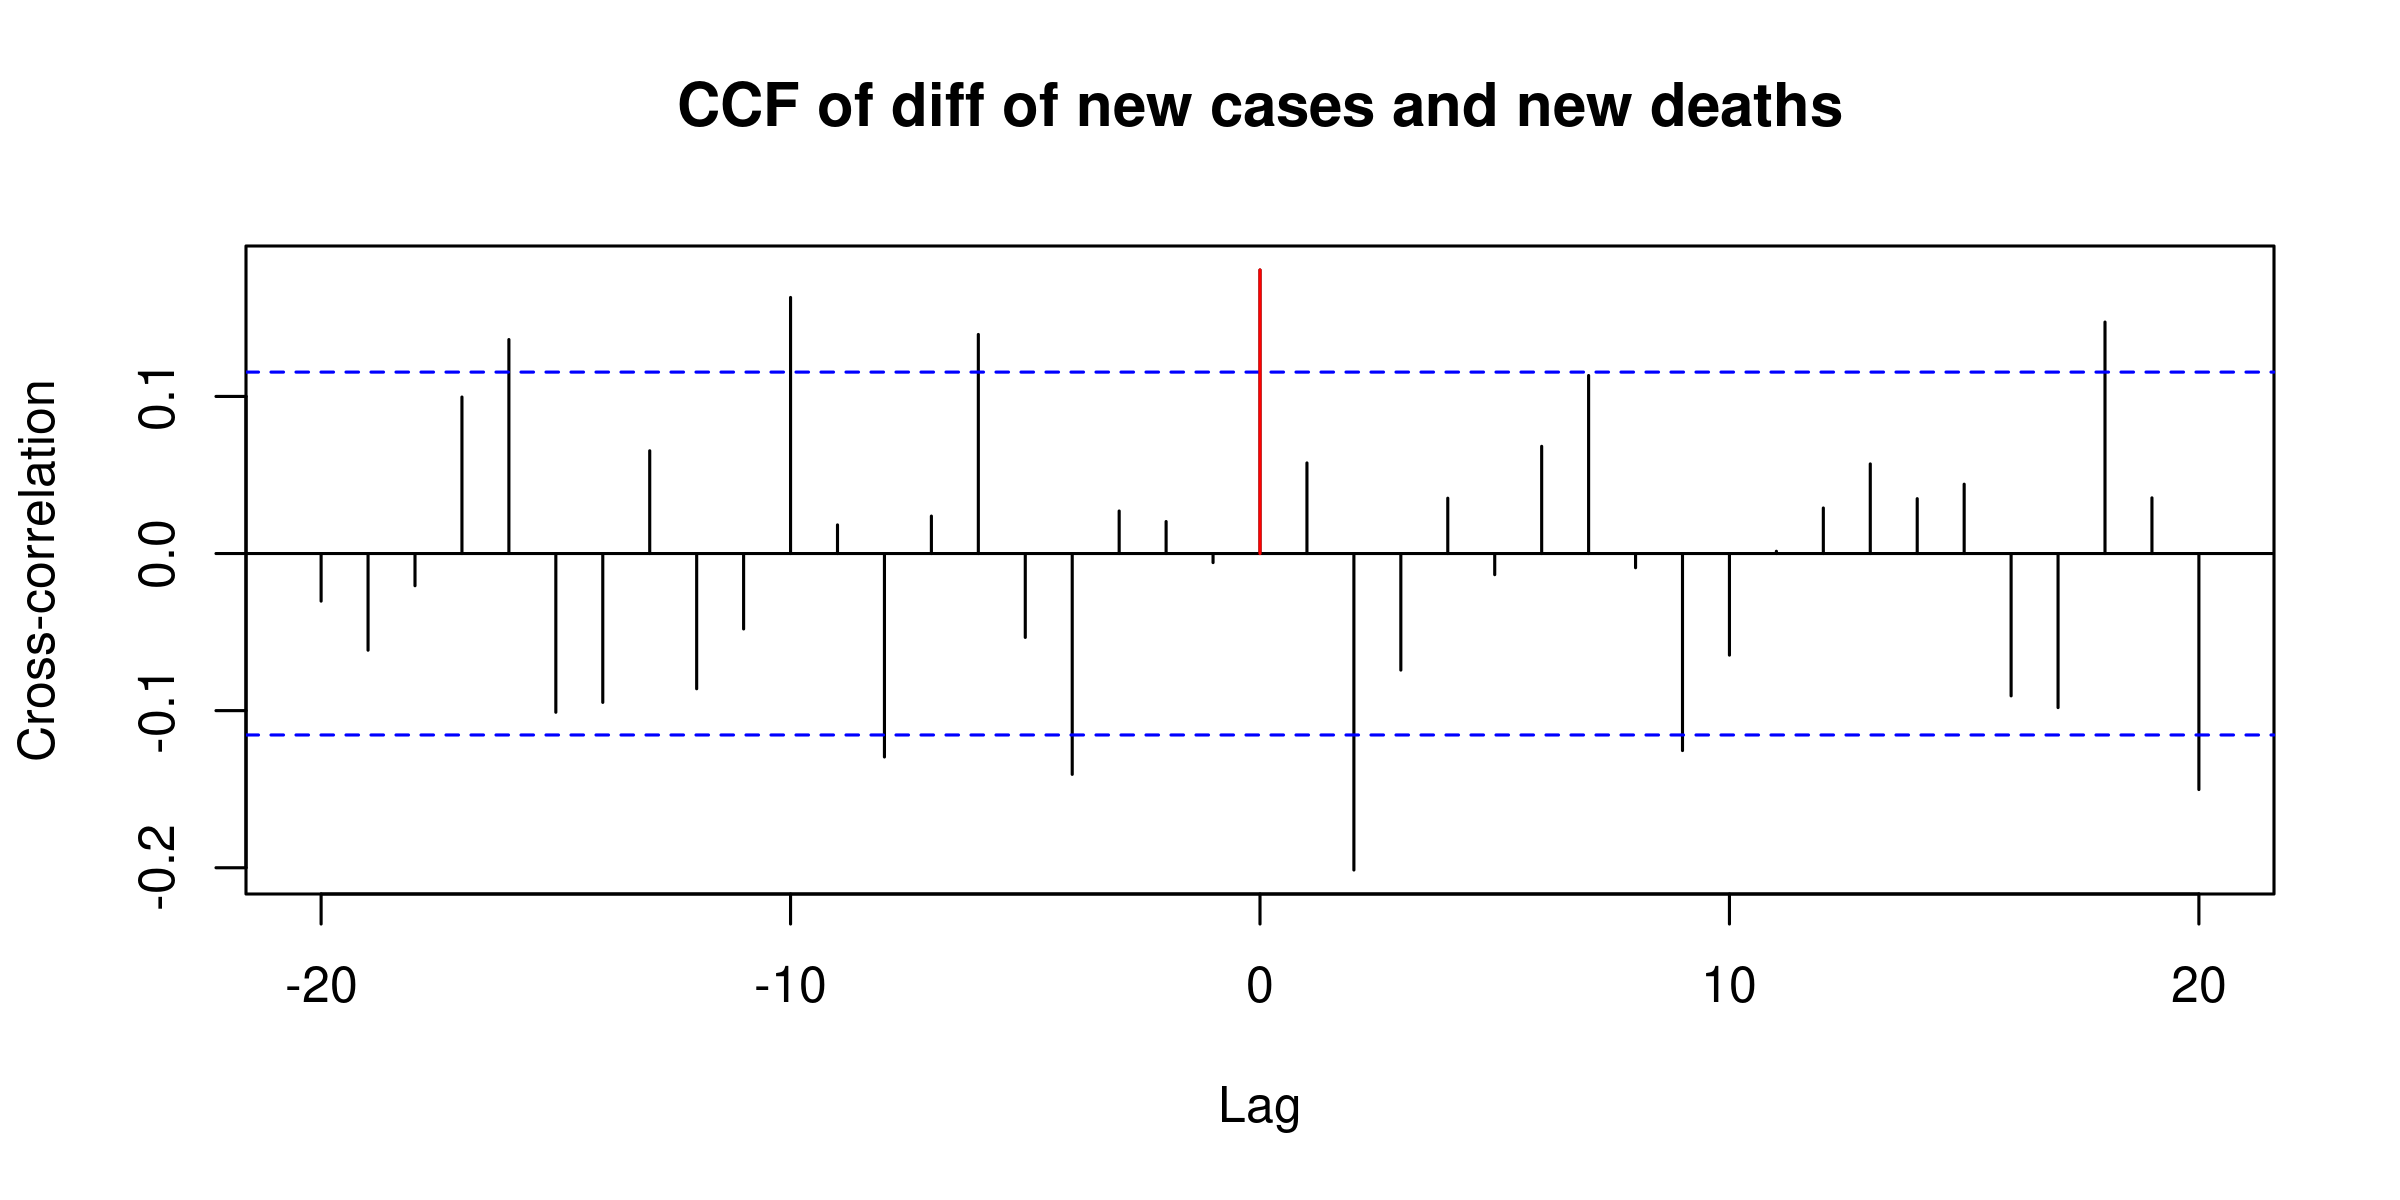 CCF of diff of new cases and new deaths
Cross-correlation
0.1
0.0
-0.1
-0.2
-20 -10 0 10 20
Lag